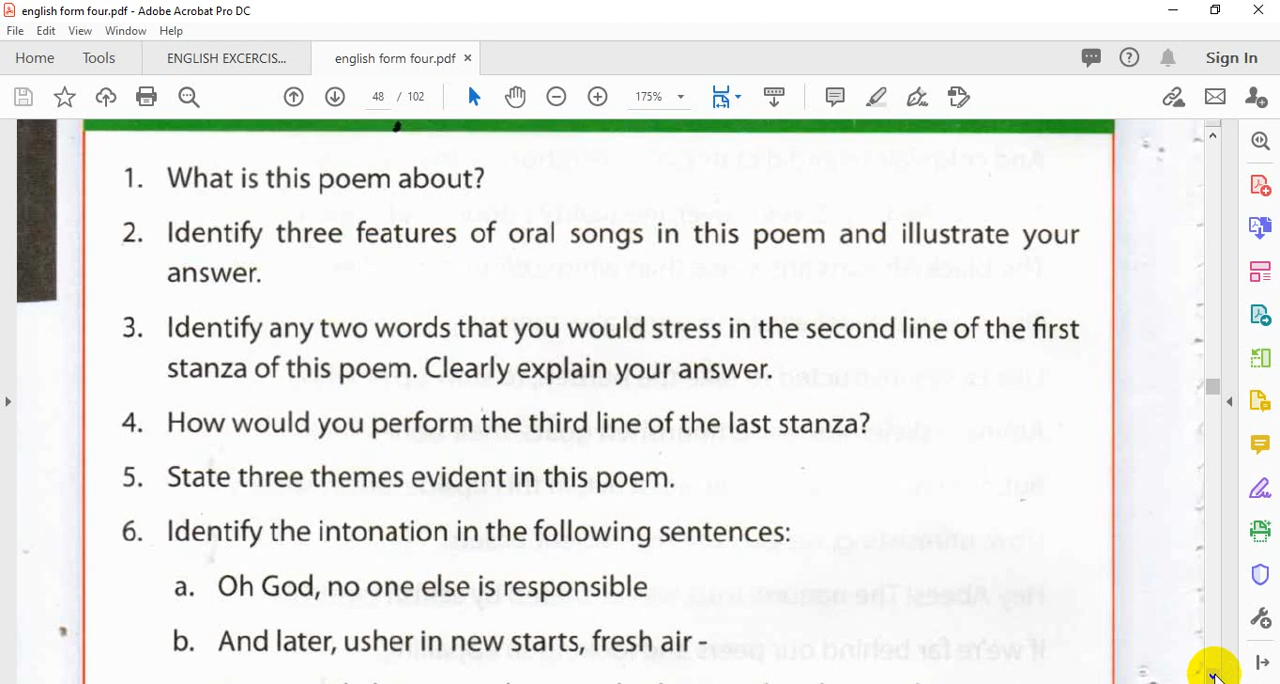 english form four.pdf - Adobe Acrobat Pro DC
File Edit View Window Help
Home Tools ENGLISH EXCERCIS... english form four.pdf × Sign In
48 / 102 175%
1. What is this poem about?
2. Identify three features of oral songs in this poem and illustrate your
answer.
3. Identify any two words that you would stress in the second line of the first
stanza of this poem. Clearly explain your answer.
4. How would you perform the third line of the last stanza?
5. State three themes evident in this poem.
6. Identify the intonation in the following sentences:
a. Oh God, no one else is responsible
b. And later, usher in new starts, fresh air -